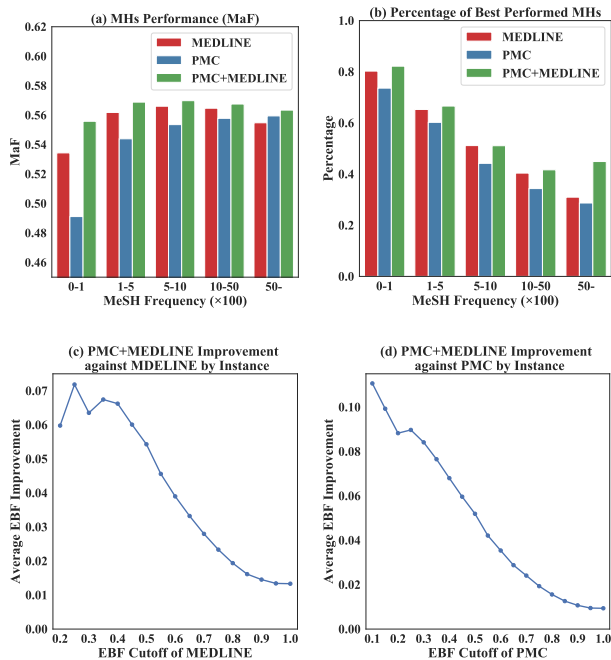 (a) MHs Performance (MaF)
0.62
0.60
0.58
0.56
0.54
0.52
0.50
0.48
0.46
MaF
MEDLINE
PMC
PMC+MEDLINE
0-1
1-5
5-10
10-50
50-
MeSH Frequency (×100)
(b) Percentage of Best Performed MHs
1.0
0.8
0.6
0.4
0.2
0.0
Percentage
MEDLINE
PMC
PMC+MEDLINE
0-1
1-5
5-10
10-50
50-
MeSH Frequency (×100)
(c) PMC+MEDLINE Improvement
against MDELINE by Instance
0.07
0.06
0.05
0.04
0.03
0.02
0.01
0.00
Average EBF Improvement
0.2
0.3
0.4
0.5
0.6
0.7
0.8
0.9
1.0
EBF Cutoff of MEDLINE
(d) PMC+MEDLINE Improvement
against PMC by Instance
0.10
0.08
0.06
0.04
0.02
0.00
Average EBF Improvement
0.1
0.2
0.3
0.4
0.5
0.6
0.7
0.8
0.9
1.0
EBF Cutoff of PMC